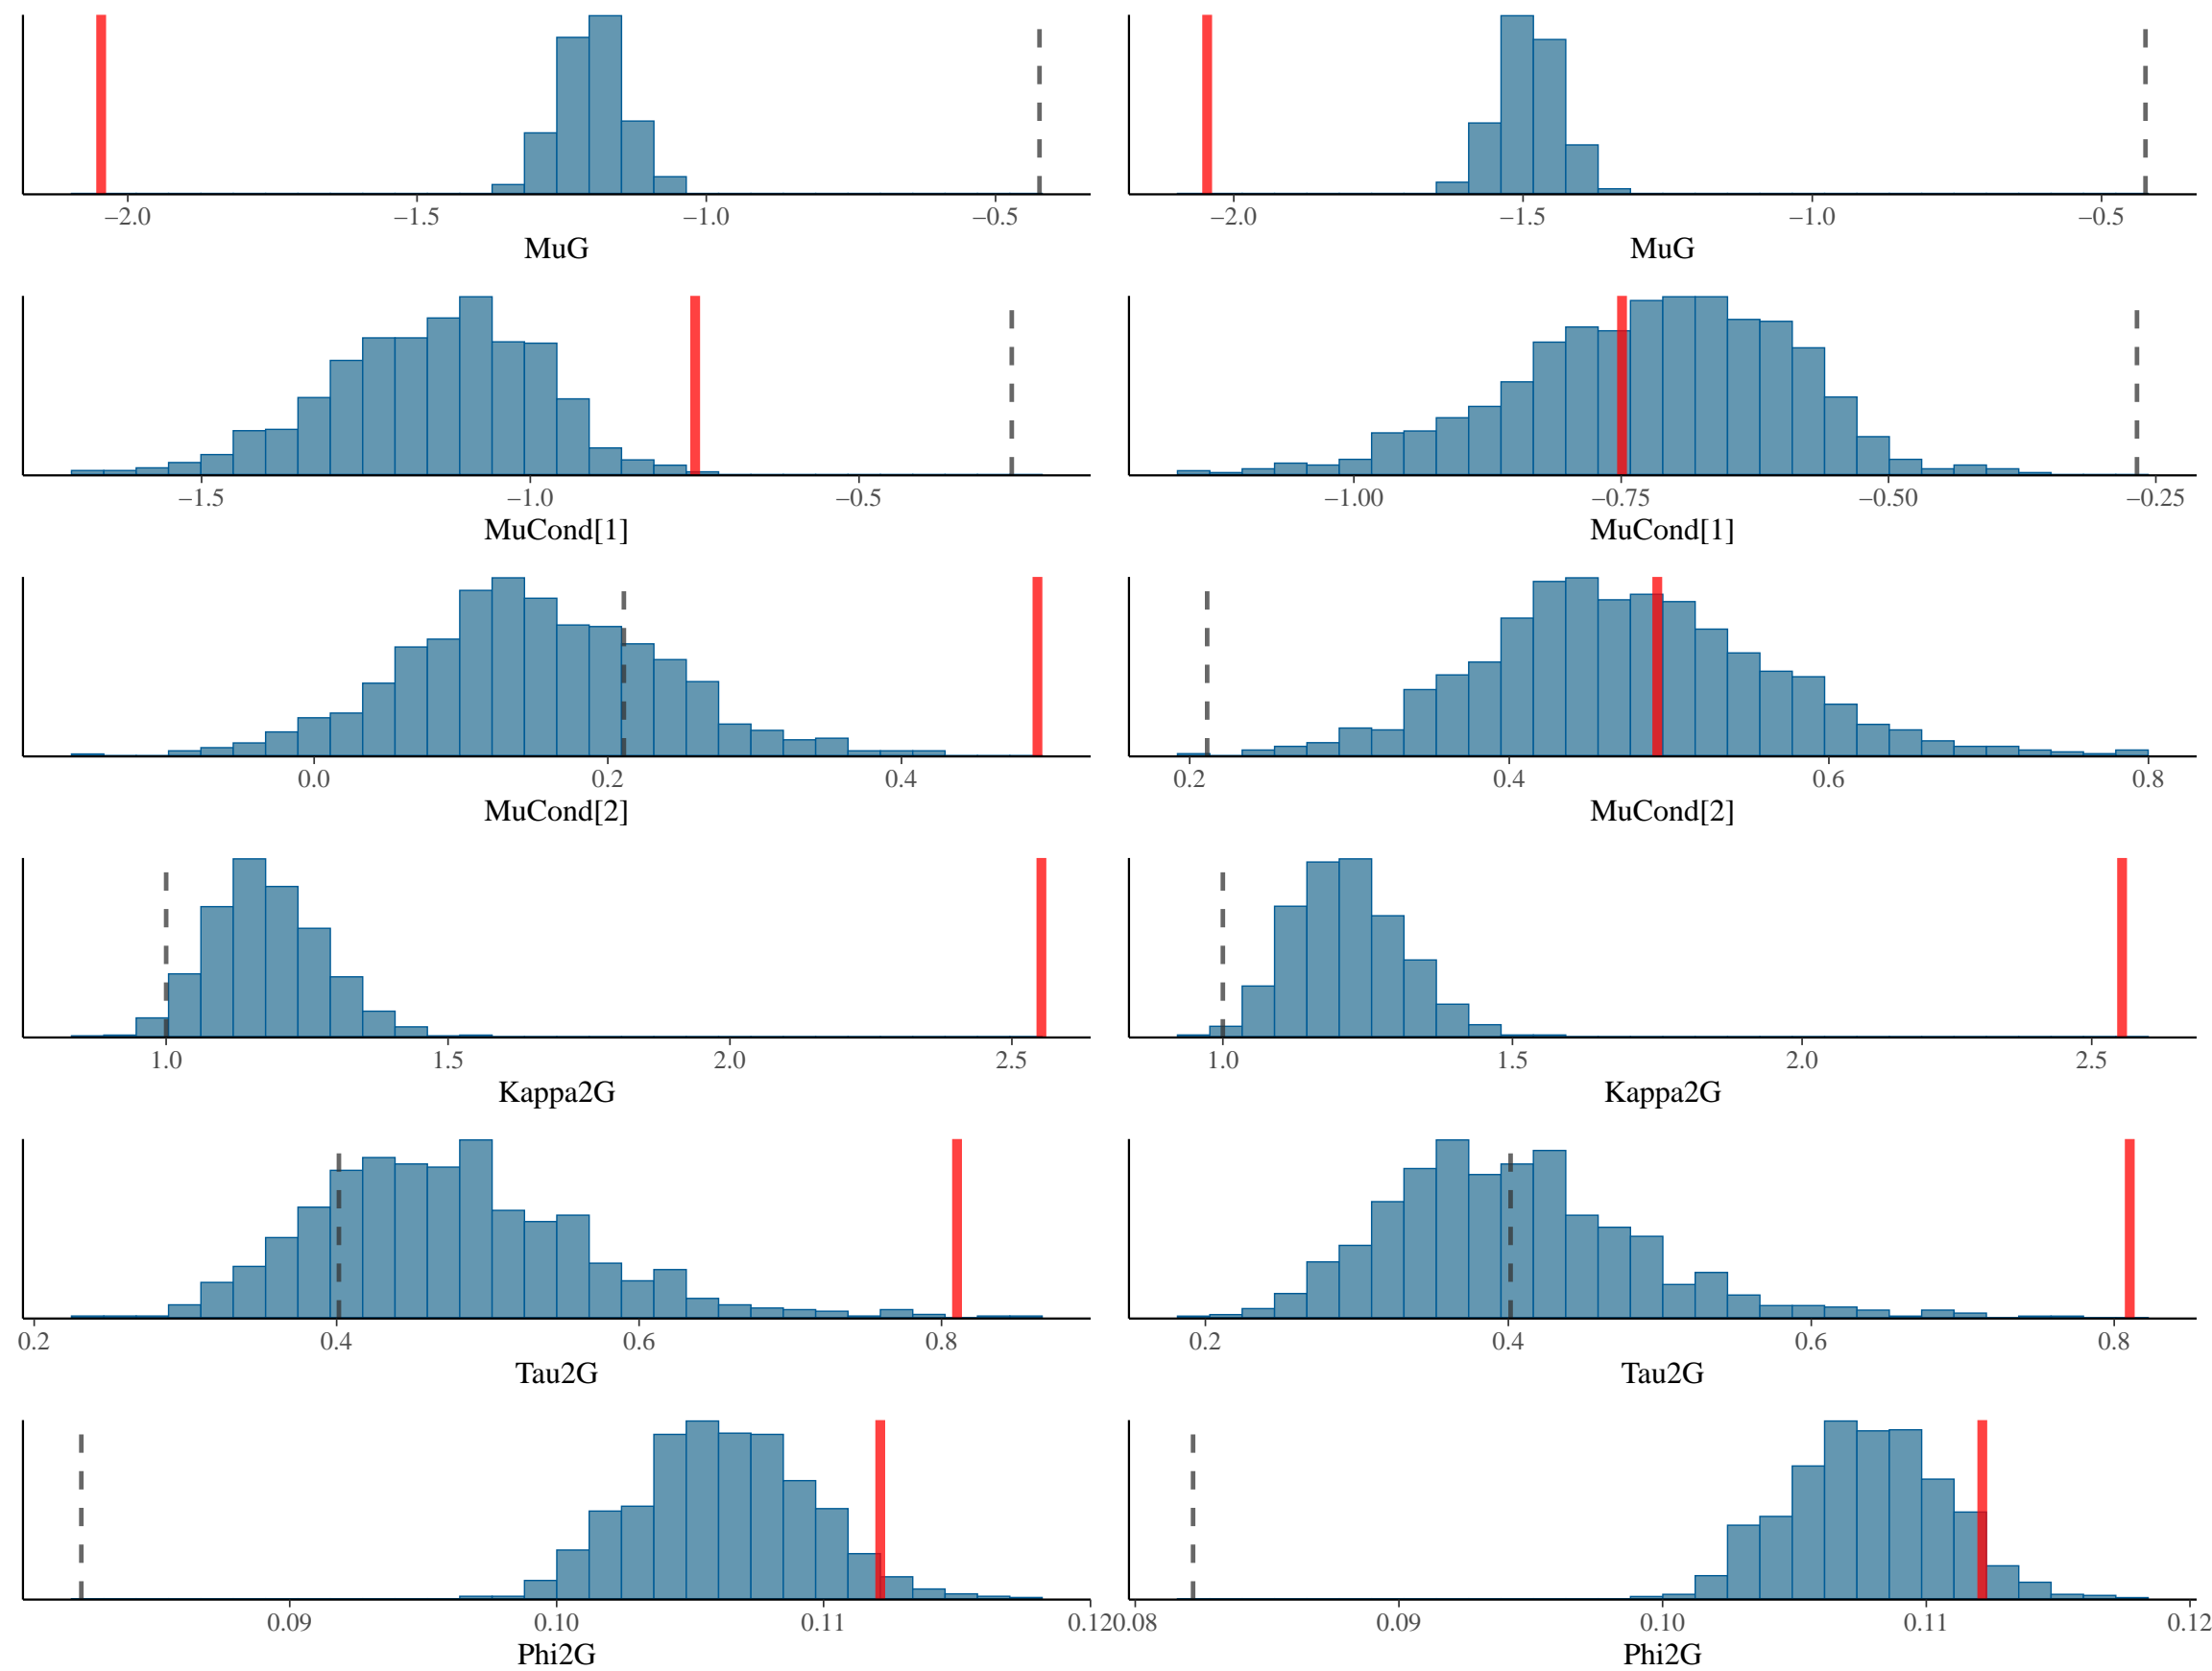 −2.0 −1.5 −1.0 −0.5 −2.0 −1.5 −1.0 −0.5
MuG MuG
−1.5 −1.0 −0.5 −1.00 −0.75 −0.50 −0.25
MuCond[1] MuCond[1]
0.0 0.2 0.4 0.2 0.4 0.6 0.8
MuCond[2] MuCond[2]
1.0 1.5 2.0 2.5 1.0 1.5 2.0 2.5
Kappa2G Kappa2G
0.2 0.4 0.6 0.8 0.2 0.4 0.6 0.8
Tau2G Tau2G
0.09 0.10 0.11 0.12 0.08 0.09 0.10 0.11 0.12
Phi2G Phi2G